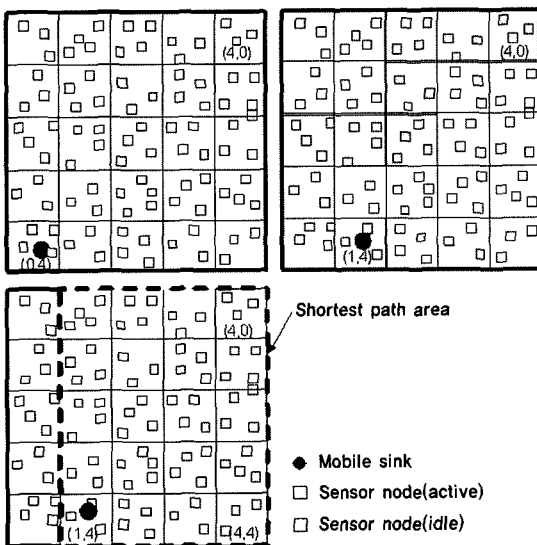 (4,0)
(4,0)
(0,4)
(1,4)
(4,0)
Shortest path area
Mobile sink
Sensor node(active)
Sensor node(idle)
(1,4)
(4,4)